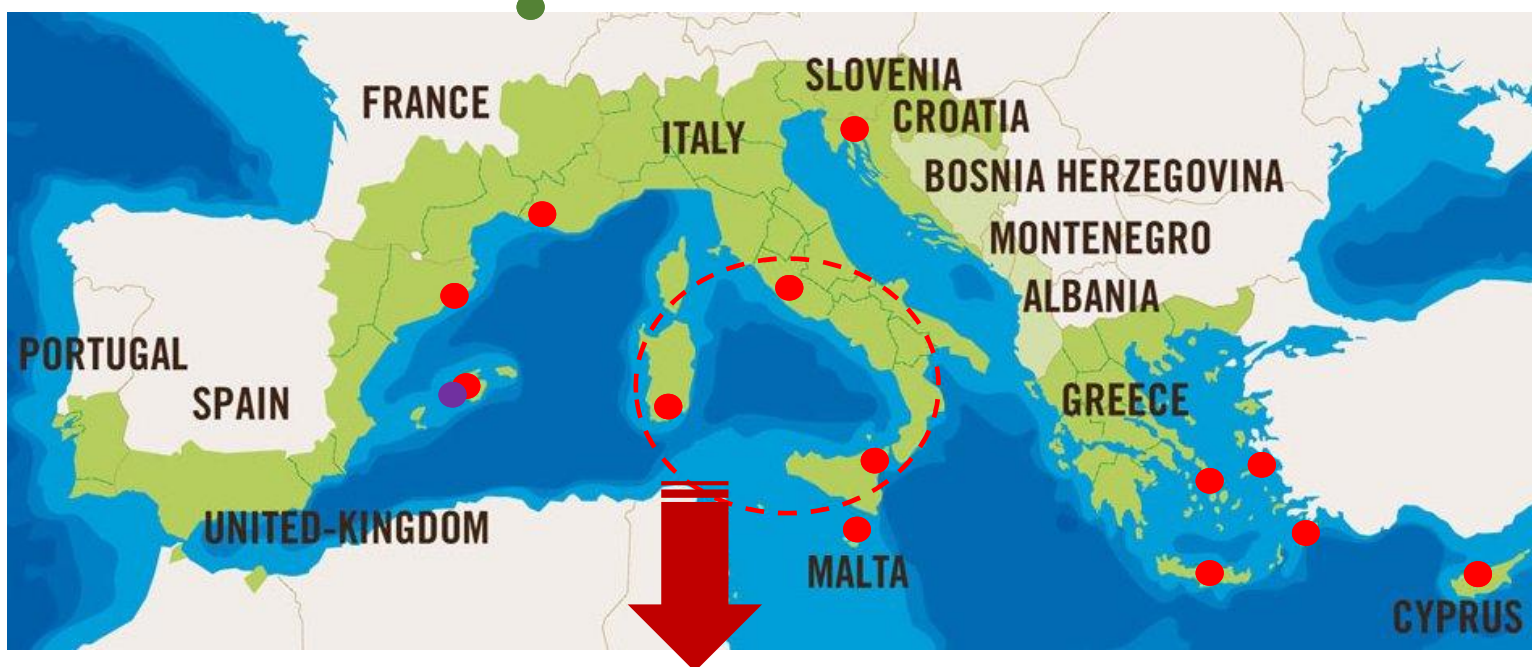 SLOVENIA
FRANCE
CROATIA
ITALY
BOSNIA HERZEGOVINA
MONTENEGRO
ALBANIA
PORTUGAL
SPAIN
GREECE
UNITED-KINGDOM
MALTA
CYPRUS